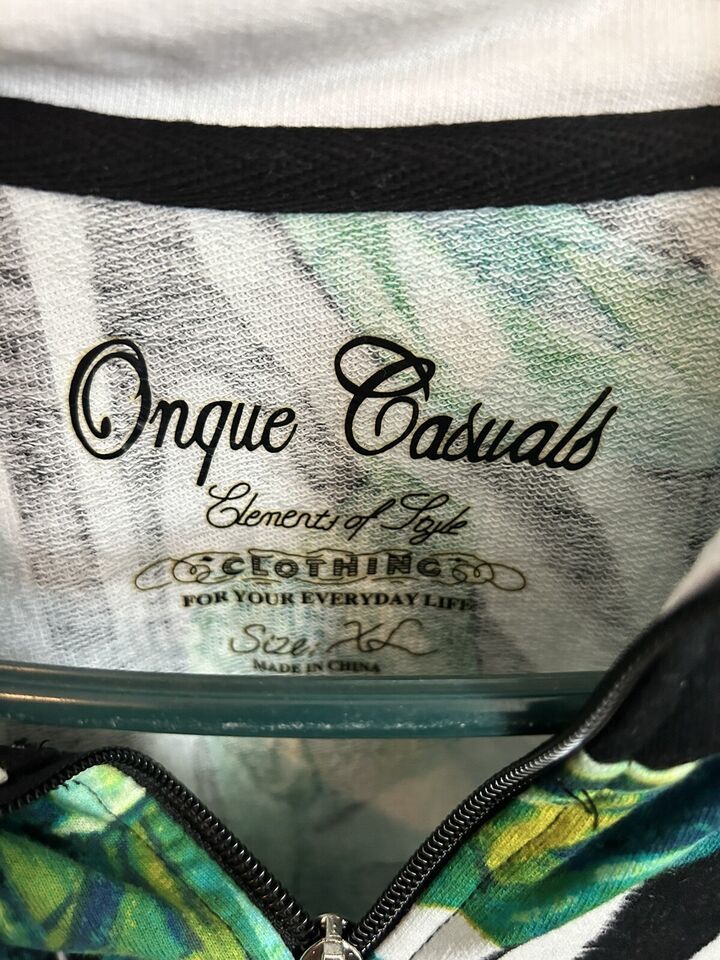 Onque Casuals
Elements of Style
CLOTHING
FOR YOUR EVERYDAY LIFE
Size: XL
MADE IN CHINA